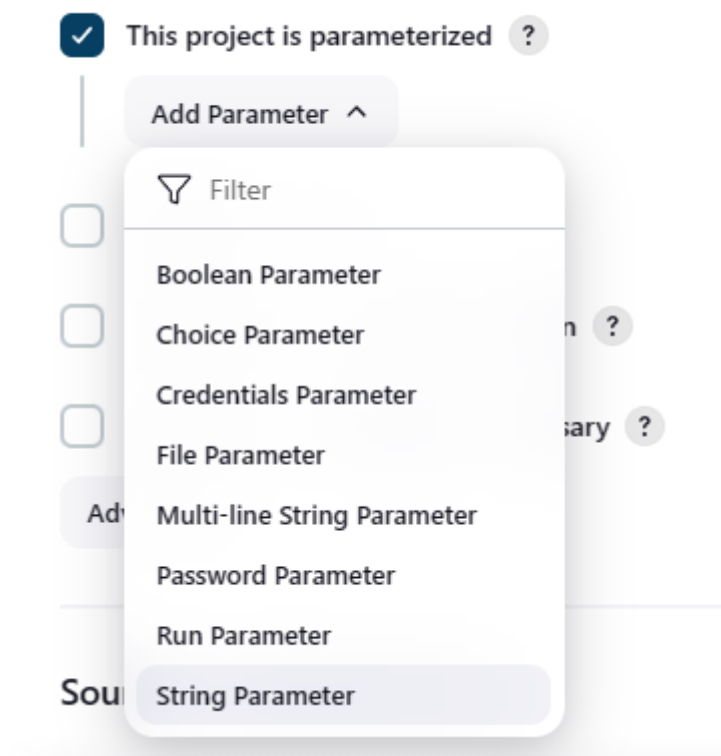 This project is parameterized ?
Add Parameter
Filter
Boolean Parameter
Choice Parameter
n ?
Credentials Parameter
sary ?
File Parameter
Multi-line String Parameter
Password Parameter
Run Parameter
String Parameter